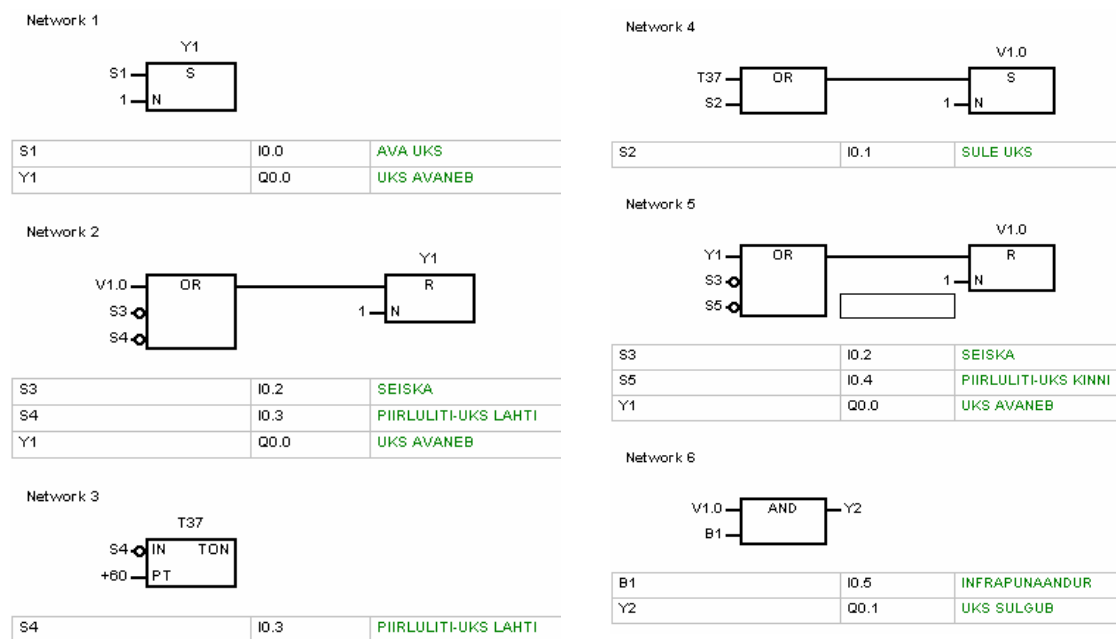 Network 1
Y1
S1 S
1 N
S1 I0.0 AVA UKS
Y1 Q0.0 UKS AVANEB
Network 2
Y1
V1.0 OR R
S3 1 N
S4
S3 I0.2 SEISKA
S4 I0.3 PIIRLULITI-UKS LAHTI
Y1 Q0.0 UKS AVANEB
Network 3
T37
S4 IN TON
+60 PT
S4 I0.3 PIIRLULITI-UKS LAHTI
Network 4
V1.0
T37 OR S
S2 1 N
S2 I0.1 SULE UKS
Network 5
V1.0
Y1 OR R
S3 1 N
S5
S3 I0.2 SEISKA
S5 I0.4 PIIRLULITI-UKS KINNI
Y1 Q0.0 UKS AVANEB
Network 6
V1.0 AND Y2
B1
B1 I0.5 INFRAPUNAANDUR
Y2 Q0.1 UKS SULGUB